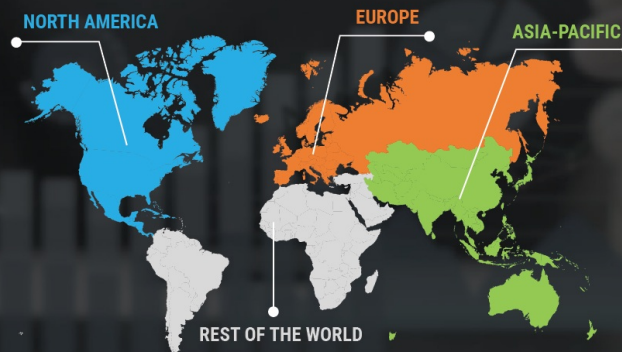 NORTH AMERICA
EUROPE
ASIA-PACIFIC
REST OF THE WORLD